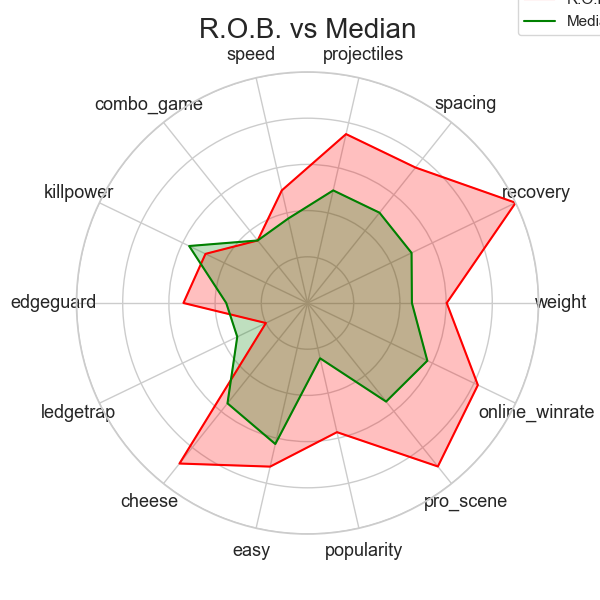 R.O.B. vs Median
speed
projectiles
combo_game
spacing
killpower
recovery
edgeguard
weight
ledgetrap
online_winrate
cheese
pro_scene
easy
popularity